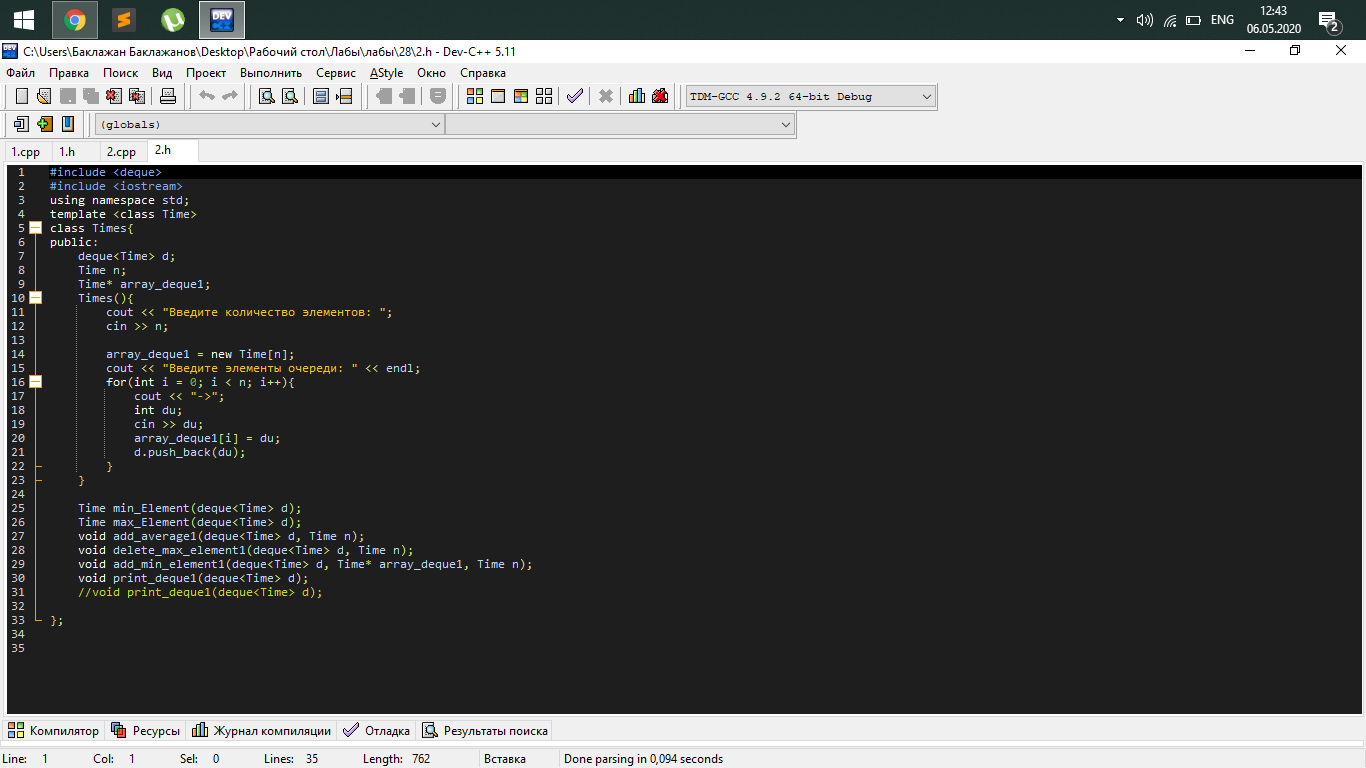 ENG
12:43
06.05.2020
2
DEV
C:\Users\Баклажан Баклажанов\Desktop\Рабочий стол\Лабы\лабы\28\2.h - Dev-C++ 5.11
Файл Правка Поиск Вид Проект Выполнить Сервис AStyle Окно Справка
TDM-GCC 4.9.2 64-bit Debug
(globals)
1.cpp 1.h 2.cpp 2.h
1 #include <deque>
2 #include <iostream>
3 using namespace std;
4 template <class Time>
5 class Times{
6 public:
7 deque<Time> d;
8 Time n;
9 Time* array_deque1;
10 Times(){
11 cout << "Введите количество элементов: ";
12 cin >> n;
13
14 array_deque1 = new Time[n];
15 cout << "Введите элементы очереди: " << endl;
16 for(int i = 0; i < n; i++){
17 cout << "->";
18 int du;
19 cin >> du;
20 array_deque1[i] = du;
21 d.push_back(du);
22 }
23 }
24
25 Time min_Element(deque<Time> d);
26 Time max_Element(deque<Time> d);
27 void add_average1(deque<Time> d, Time n);
28 void delete_max_element1(deque<Time> d, Time n);
29 void add_min_element1(deque<Time> d, Time* array_deque1, Time n);
30 void print_deque1(deque<Time> d);
31 //void print_deque1(deque<Time> d);
32
33 };
34
35
Компилятор Ресурсы Журнал компиляции Отладка Результаты поиска
Line: 1 Col: 1 Sel: 0 Lines: 35 Length: 762 Вставка Done parsing in 0,094 seconds